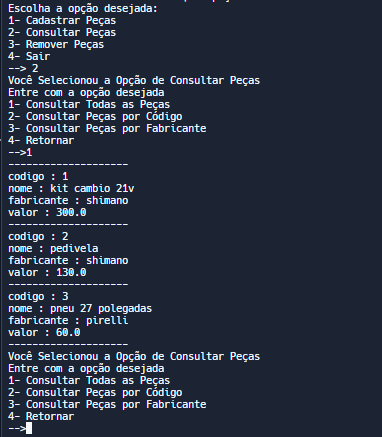 Escolha a opção desejada:
1- Cadastrar Peças
2- Consultar Peças
3- Remover Peças
4- Sair
--> 2
Você Selecionou a Opção de Consultar Peças
Entre com a opção desejada
1- Consultar Todas as Peças
2- Consultar Peças por Código
3- Consultar Peças por Fabricante
4- Retornar
-->1
--------------------
codigo : 1
nome : kit cambio 21v
fabricante : shimano
valor : 300.0
--------------------
codigo : 2
nome : pedivela
fabricante : shimano
valor : 130.0
--------------------
codigo : 3
nome : pneu 27 polegadas
fabricante : pirelli
valor : 60.0
--------------------
Você Selecionou a Opção de Consultar Peças
Entre com a opção desejada
1- Consultar Todas as Peças
2- Consultar Peças por Código
3- Consultar Peças por Fabricante
4- Retornar
-->